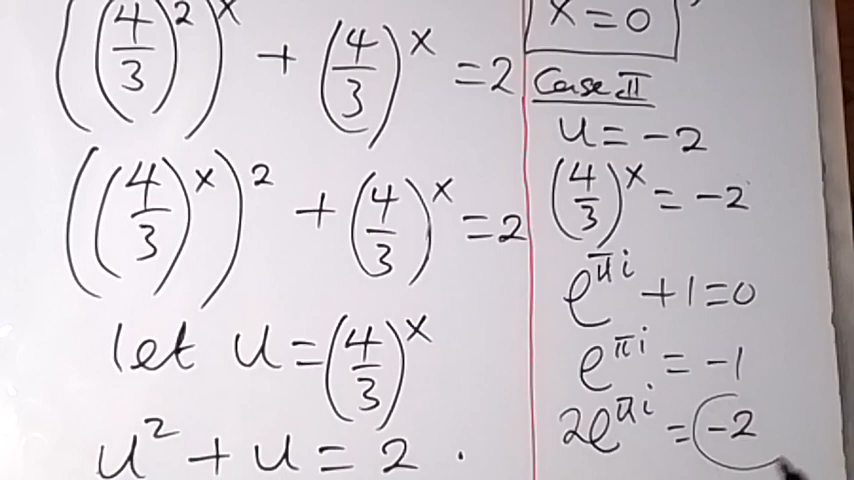 ((4/3)²)ˣ + (4/3)ˣ = 2
((4/3)ˣ)² + (4/3)ˣ = 2
let u = (4/3)ˣ
u² + u = 2 .
x = 0
Case II
u = -2
(4/3)ˣ = -2
e^πi + 1 = 0
e^πi = -1
2e^πi = -2